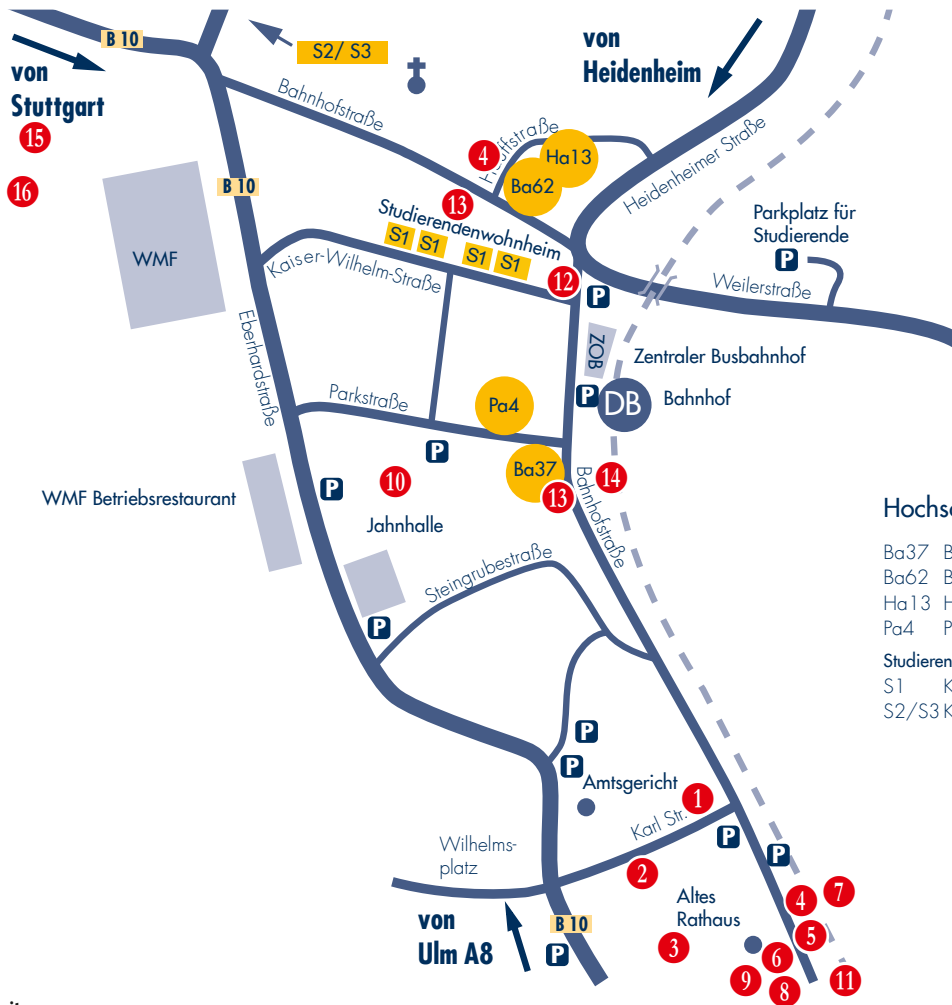 B 10
S2/ S3
von
Stuttgart
von
Heidenheim
Bahnhofstraße
15
16
4
Ha13
Ba62
Heidenheimer Straße
B 10
13
Studierendenwohnheim
S1 S1 S1 S1
WMF
Kaiser-Wilhelm-Straße
12
P
Parkplatz für
Studierende
P
Weilerstraße
Eberhardstraße
ZOB
Zentraler Busbahnhof
Parkstraße
Pa4
P
DB
Bahnhof
P
Ba37
13
14
Bahnhofstraße
WMF Betriebsrestaurant
P
10
Jahnhalle
Steingrubestraße
P
Ba37
Ba62
Ha13
Pa4
S1
S2/S3
P
P
Amtsgericht
1
Karl Str.
P
P
Wilhelms-
platz
2
von
Ulm A8
B 10
P
Altes
Rathaus
3
4
7
5
6
9
8
11